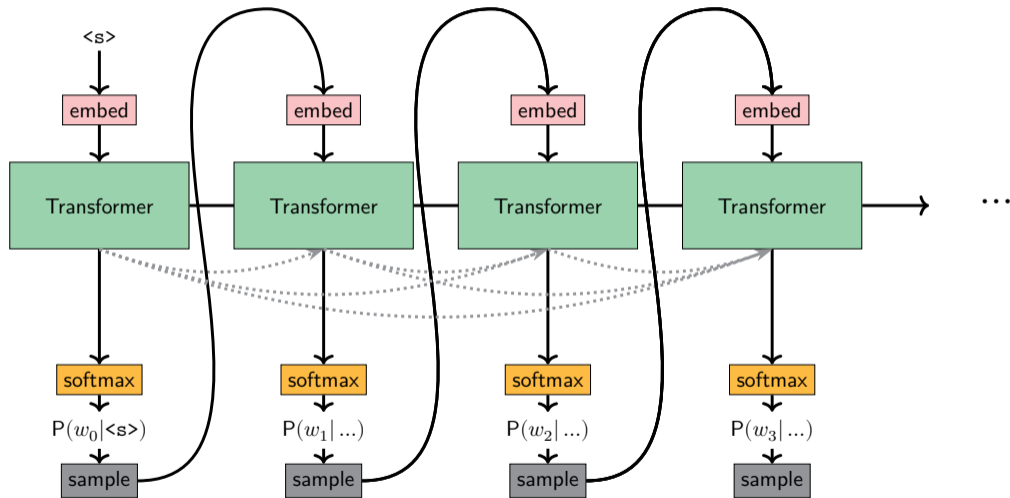 <s>
embed embed embed embed
Transformer Transformer Transformer Transformer ...
softmax softmax softmax softmax
P(w₀|<s>) P(w₁|...) P(w₂|...) P(w₃|...)
sample sample sample sample